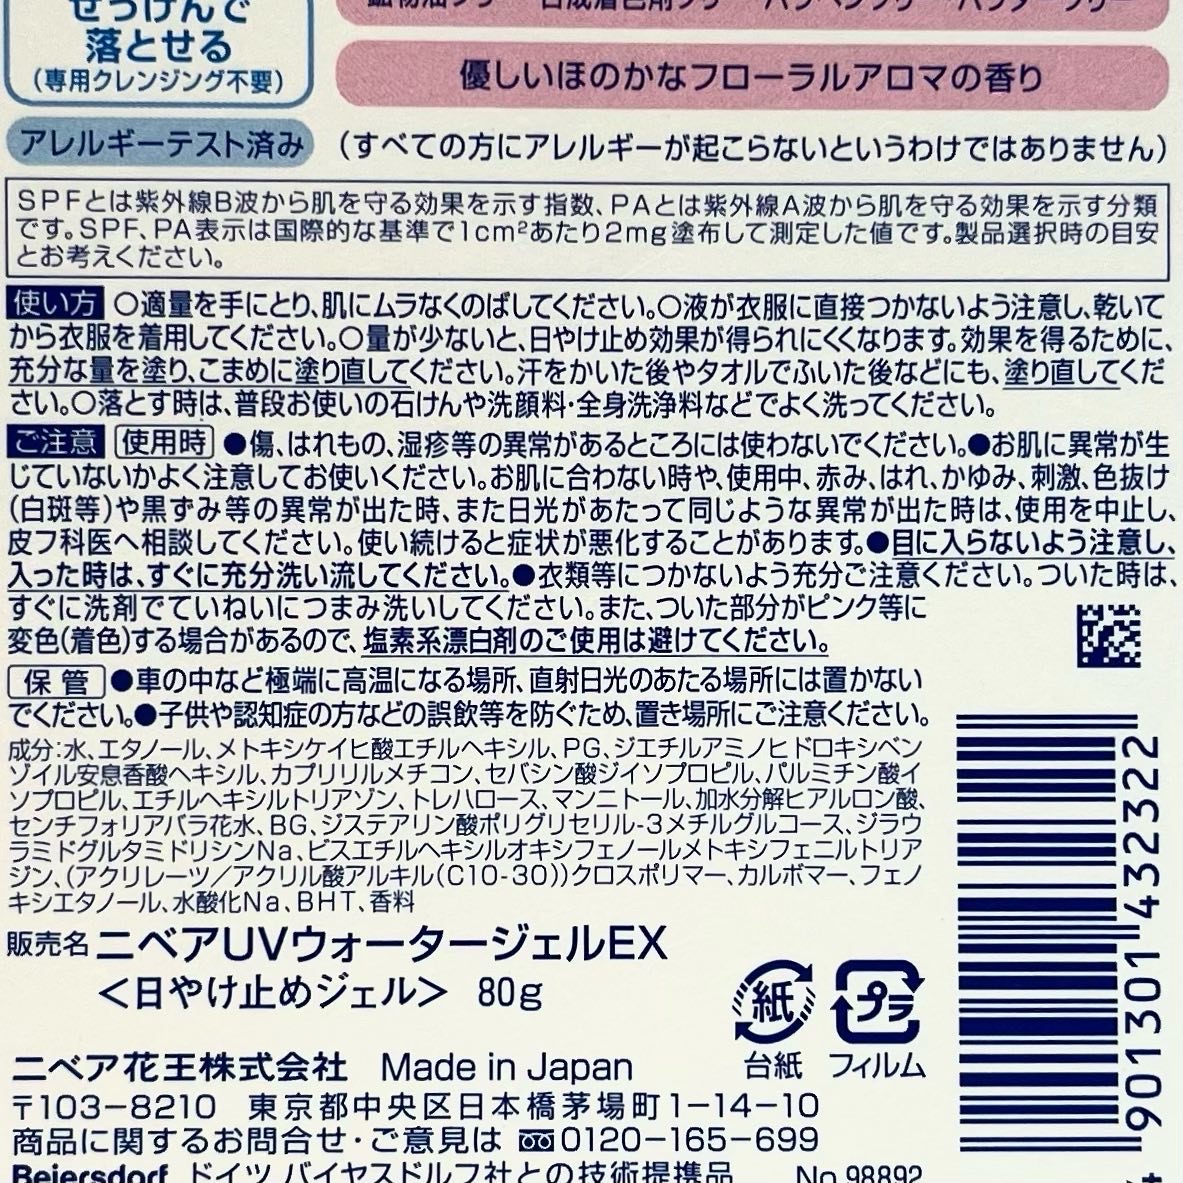 せっけんで
落とせる
(専用クレンジング不要)
優しいほのかなフローラルアロマの香り
アレルギーテスト済み (すべての方にアレルギーが起こらないというわけではありません)
SPFとは紫外線B波から肌を守る効果を示す指数、PAとは紫外線A波から肌を守る効果を示す分類
です。SPF、PA表示は国際的な基準で1cm²あたり2mg塗布して測定した値です。製品選択時の目安
とお考えください。
使い方 ○適量を手にとり、肌にムラなくのばしてください。○液が衣服に直接つかないよう注意し、乾いて
から衣服を着用してください。○量が少ないと、日やけ止め効果が得られにくくなります。効果を得るために、
充分な量を塗り、こまめに塗り直してください。汗をかいた後やタオルでふいた後などにも、塗り直してくだ
さい。○落とす時は、普段お使いの石けんや洗顔料・全身洗浄料などでよく洗ってください。
ご注意 使用時 ●傷、はれもの、湿疹等の異常があるところには使わないでください。●お肌に異常が生
じていないかよく注意してお使いください。お肌に合わない時や、使用中、赤み、はれ、かゆみ、刺激、色抜け
(白斑等)や黒ずみ等の異常が出た時、また日光があたって同じような異常が出た時は、使用を中止し、
皮フ科医へ相談してください。使い続けると症状が悪化することがあります。●目に入らないよう注意し、
入った時は、すぐに充分洗い流してください。●衣類等につかないよう充分ご注意ください。ついた時は、
すぐに洗剤でていねいにつまみ洗いしてください。また、ついた部分がピンク等に
変色(着色)する場合があるので、塩素系漂白剤のご使用は避けてください。
保管 ●車の中など極端に高温になる場所、直射日光のあたる場所には置かない
でください。●子供や認知症の方などの誤飲等を防ぐため、置き場所にご注意ください。
成分:水、エタノール、メトキシケイヒ酸エチルヘキシル、PG、ジエチルアミノヒドロキシベン
ゾイル安息香酸ヘキシル、カプリリルメチコン、セバシン酸ジイソプロピル、パルミチン酸イ
ソプロピル、エチルヘキシルトリアゾン、トレハロース、マンニトール、加水分解ヒアルロン酸、
センチフォリアバラ花水、BG、ジステアリン酸ポリグリセリル-3メチルグルコース、ジラウ
ラミドグルタミドリシンNa、ビスエチルヘキシルオキシフェノールメトキシフェニルトリア
ジン、(アクリレーツ/アクリル酸アルキル(C10-30))クロスポリマー、カルボマー、フェノ
キシエタノール、水酸化Na、BHT、香料
販売名 ニベアUVウォータージェルEX
<日やけ止めジェル> 80g
紙 プラ
台紙 フィルム
ニベア花王株式会社 Made in Japan
〒103-8210 東京都中央区日本橋茅場町1-14-10
商品に関するお問合せ・ご意見は 0120-165-699
Beiersdorf ドイツ バイヤスドルフ社との技術提携品 No.98892
4 901301 432322